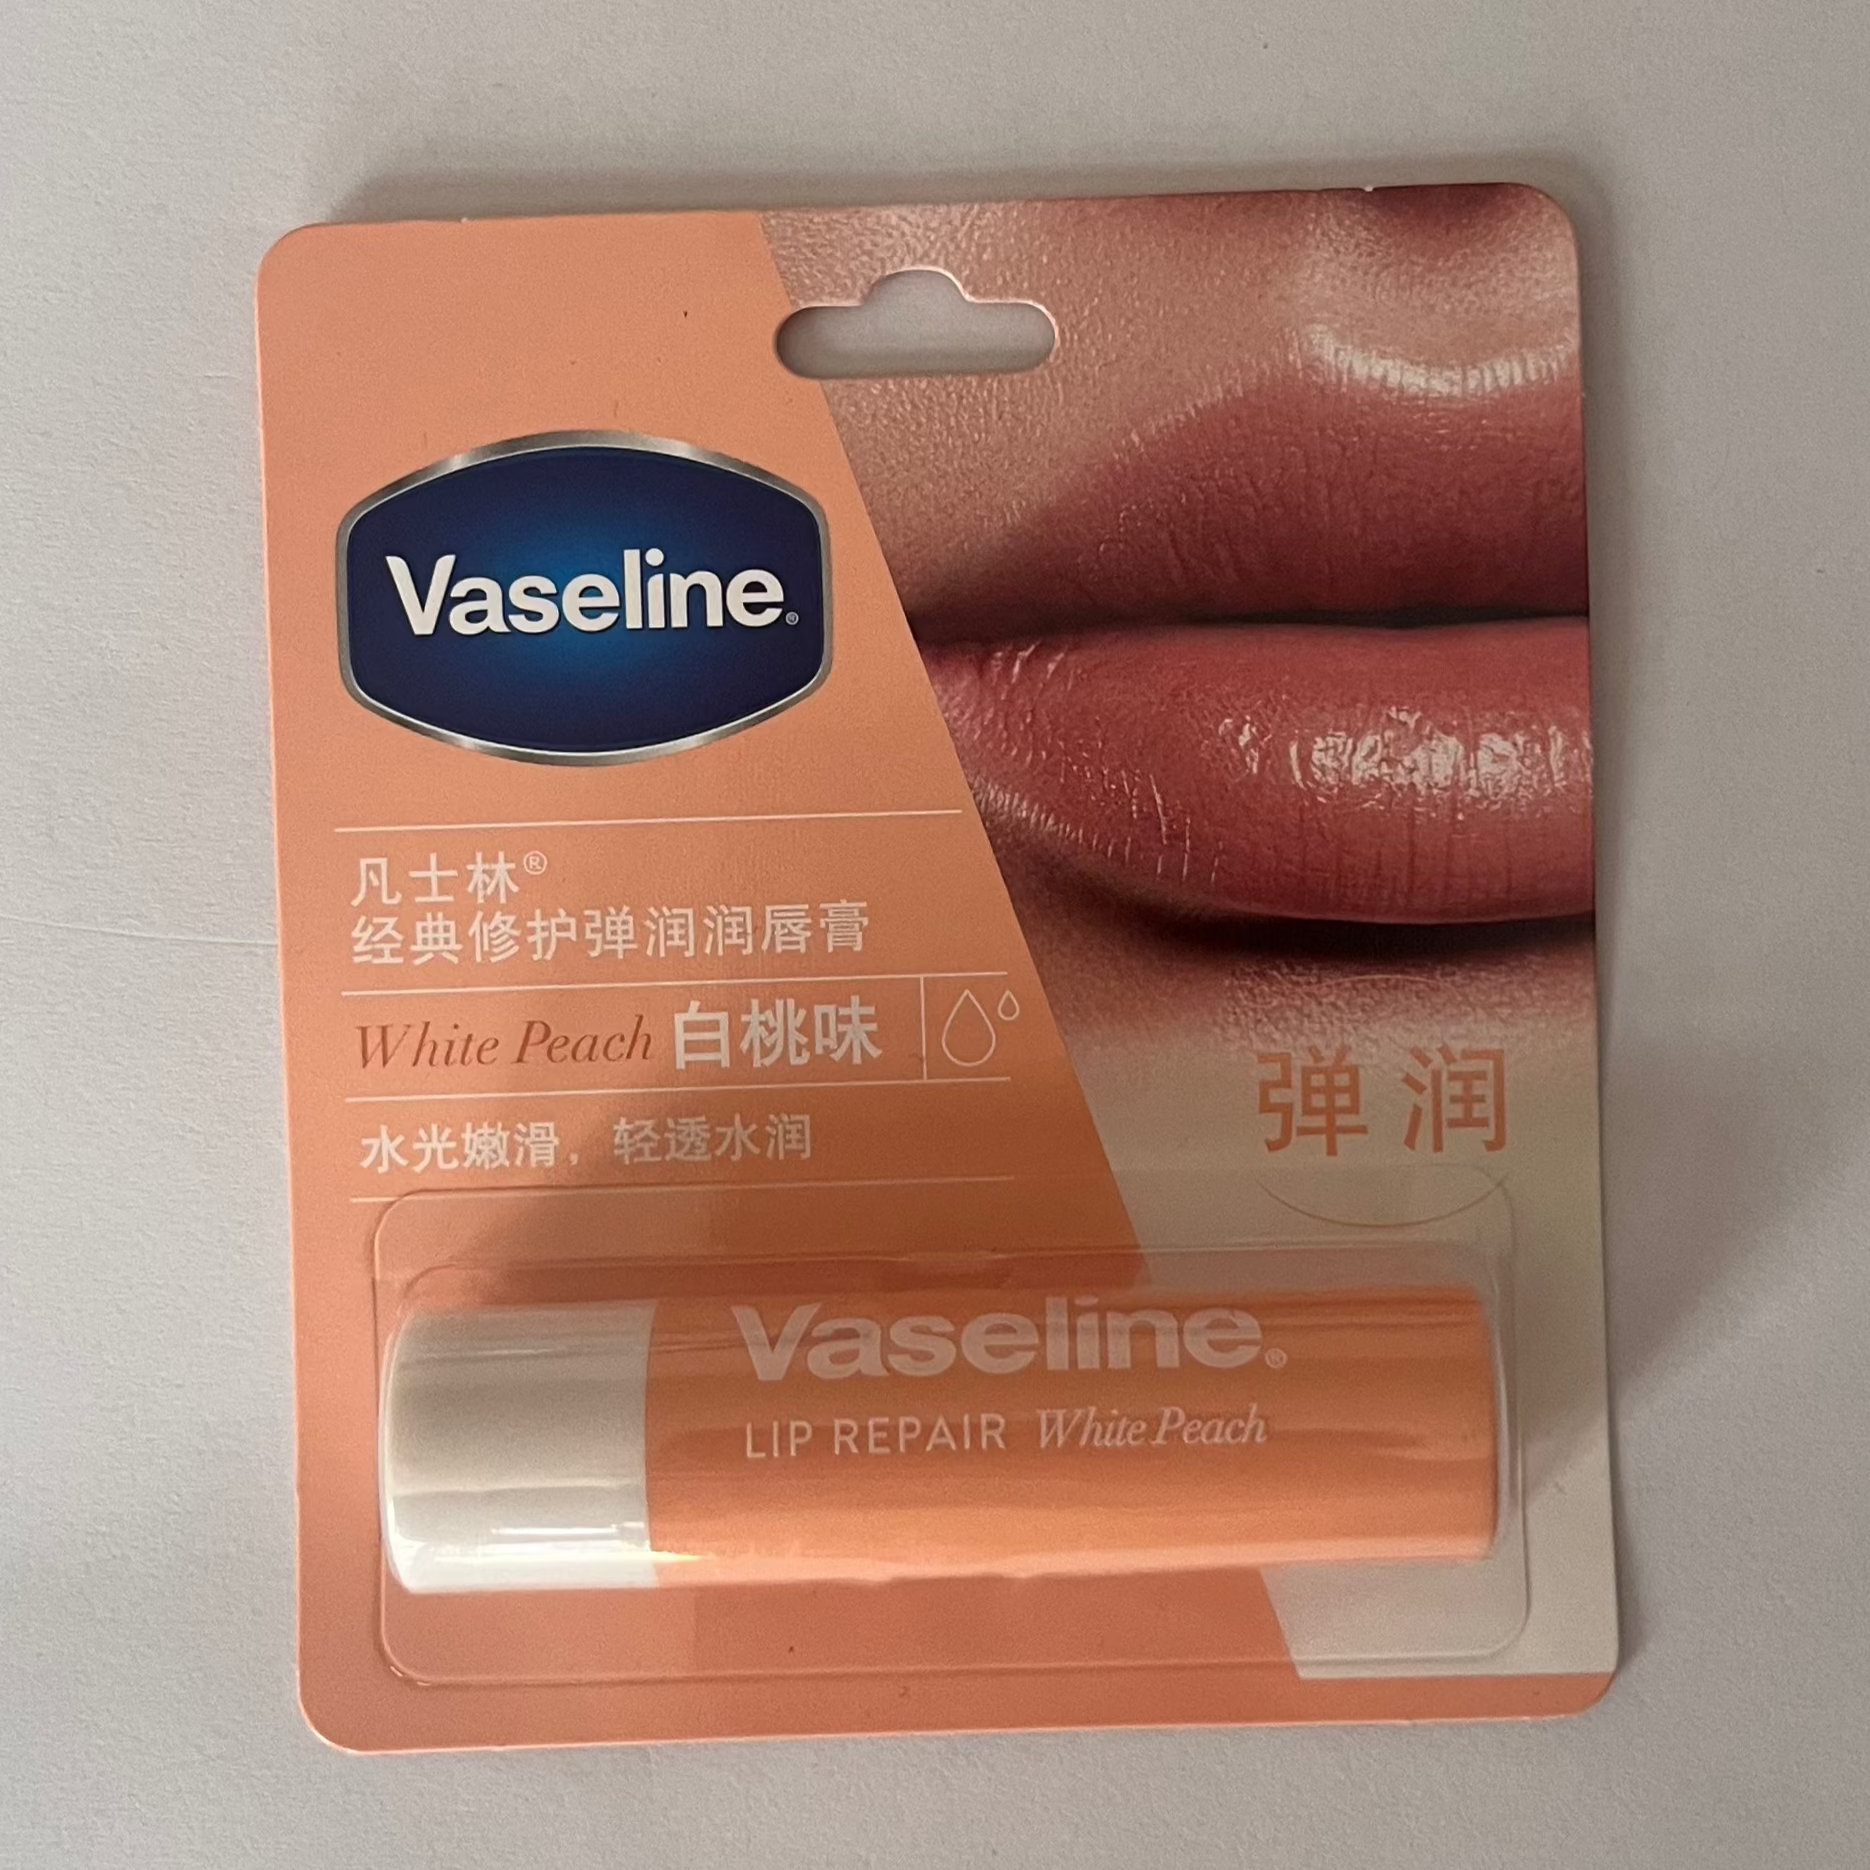 Vaseline®
凡士林®
经典修护弹润润唇膏
White Peach 白桃味
水光嫩滑，轻透水润
弹润
Vaseline®
LIP REPAIR White Peach